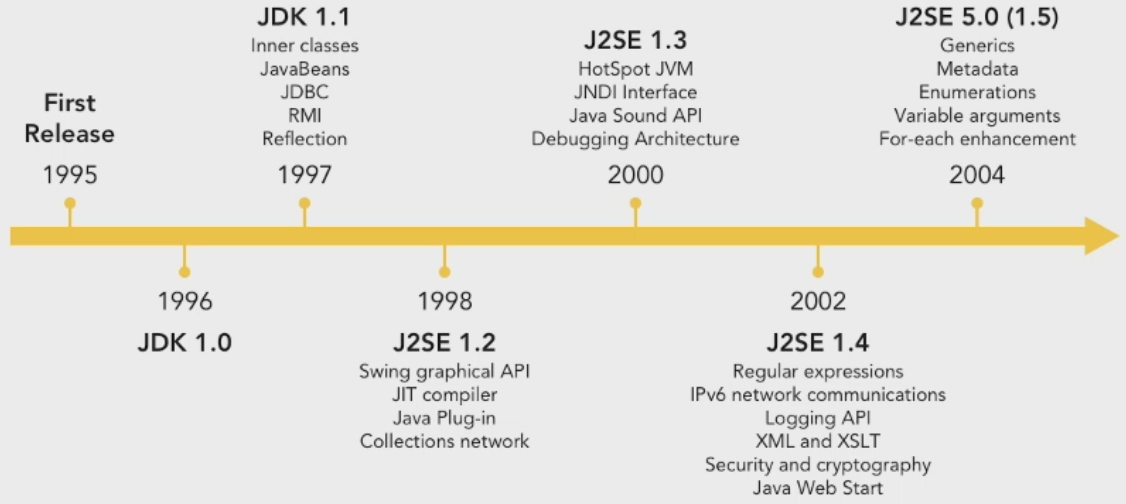 First
Release
1995
JDK 1.1
Inner classes
JavaBeans
JDBC
RMI
Reflection
1997
J2SE 1.3
HotSpot JVM
JNDI Interface
Java Sound API
Debugging Architecture
2000
J2SE 5.0 (1.5)
Generics
Metadata
Enumerations
Variable arguments
For-each enhancement
2004
1996
JDK 1.0
1998
J2SE 1.2
Swing graphical API
JIT compiler
Java Plug-in
Collections network
2002
J2SE 1.4
Regular expressions
IPv6 network communications
Logging API
XML and XSLT
Security and cryptography
Java Web Start